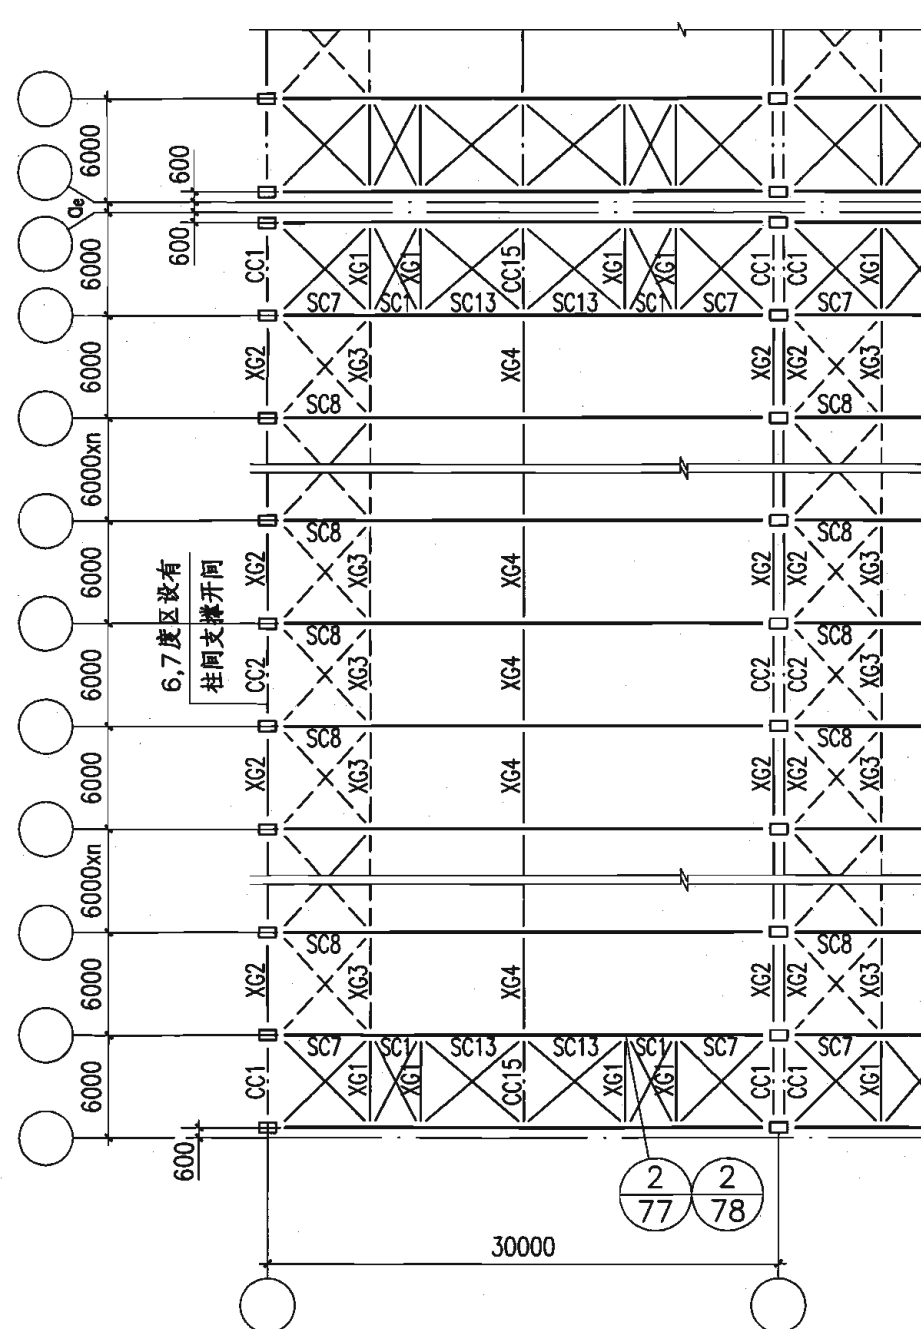 6000
600
ae
600
6000
CC1
XG1
XG1
CC15
XG1
XG1
CC1
CC1
XG1
SC7
SC1
SC13
SC13
SC1
SC7
SC7
6000
XG2
XG3
XG4
XG2
XG2
XG3
SC8
SC8
6000xn
SC8
SC8
6000
XG2
XG3
XG4
XG2
XG2
XG3
6,7度区设有
柱间支撑开间
SC8
SC8
6000
CC2
XG3
XG4
CC2
CC2
XG3
SC8
SC8
6000
XG2
XG3
XG4
XG2
XG2
XG3
6000xn
SC8
SC8
6000
XG2
XG3
XG4
XG2
XG2
XG3
SC7
SC1
SC13
SC13
SC1
SC7
SC7
6000
CC1
XG1
XG1
CC15
XG1
XG1
CC1
CC1
XG1
600
2
77
2
78
30000